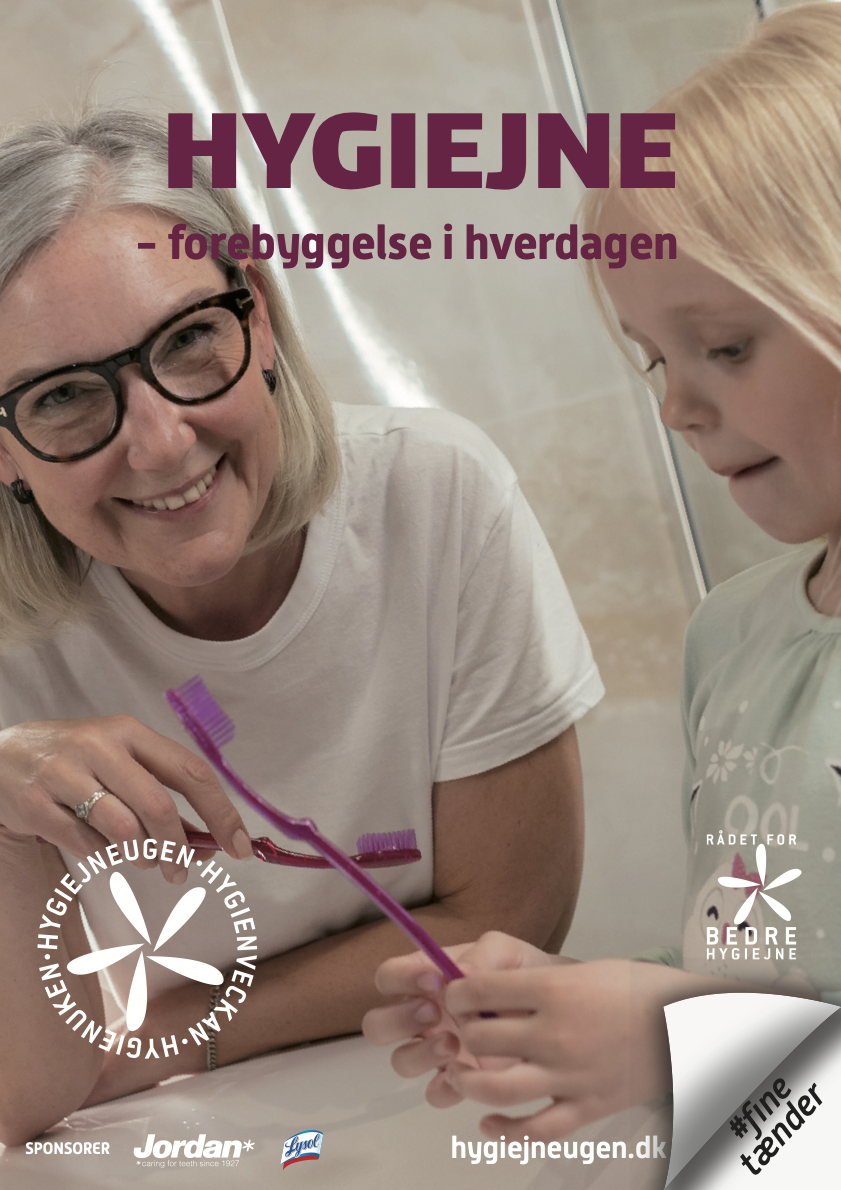 HYGIEJNE
– forebyggelse i hverdagen
OOL
RÅDET FOR
BEDRE
HYGIEJNE
HYGIEJNEUGEN · HYGIENVECKAN · HYGIENUKEN ·
SPONSORER
Jordan*
*caring for teeth since 1927
Lysol
hygiejneugen.dk
#fine
tænder